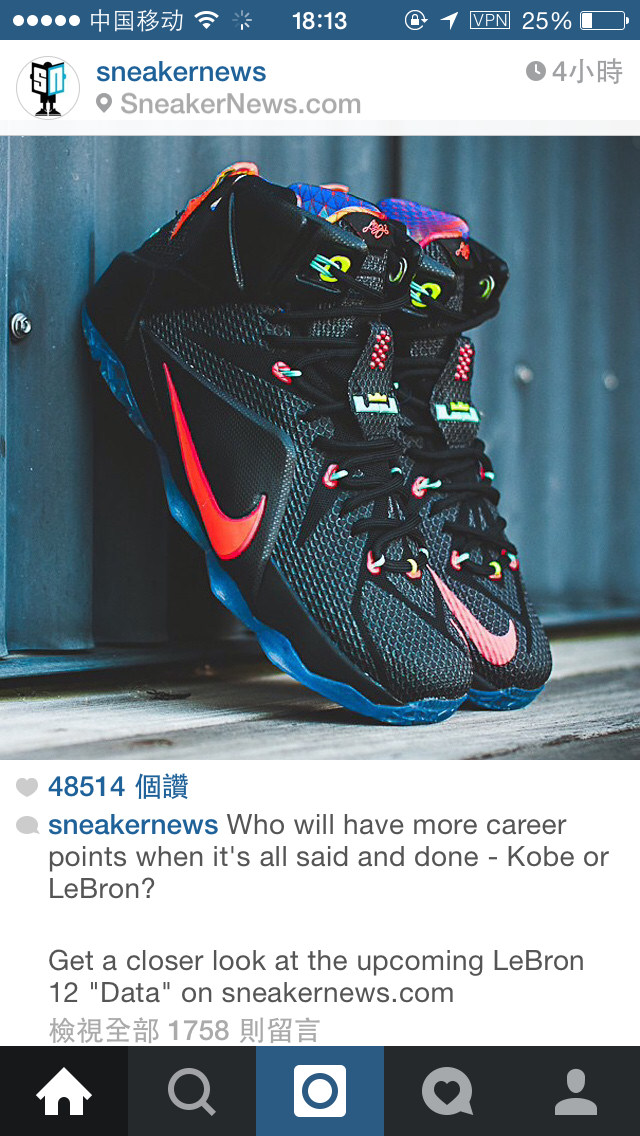 中国移动 18:13 VPN 25%
SN
sneakernews 4小時
SneakerNews.com
48514 個讚
sneakernews Who will have more career
points when it's all said and done - Kobe or
LeBron?
Get a closer look at the upcoming LeBron
12 "Data" on sneakernews.com
檢視全部 1758 則留言